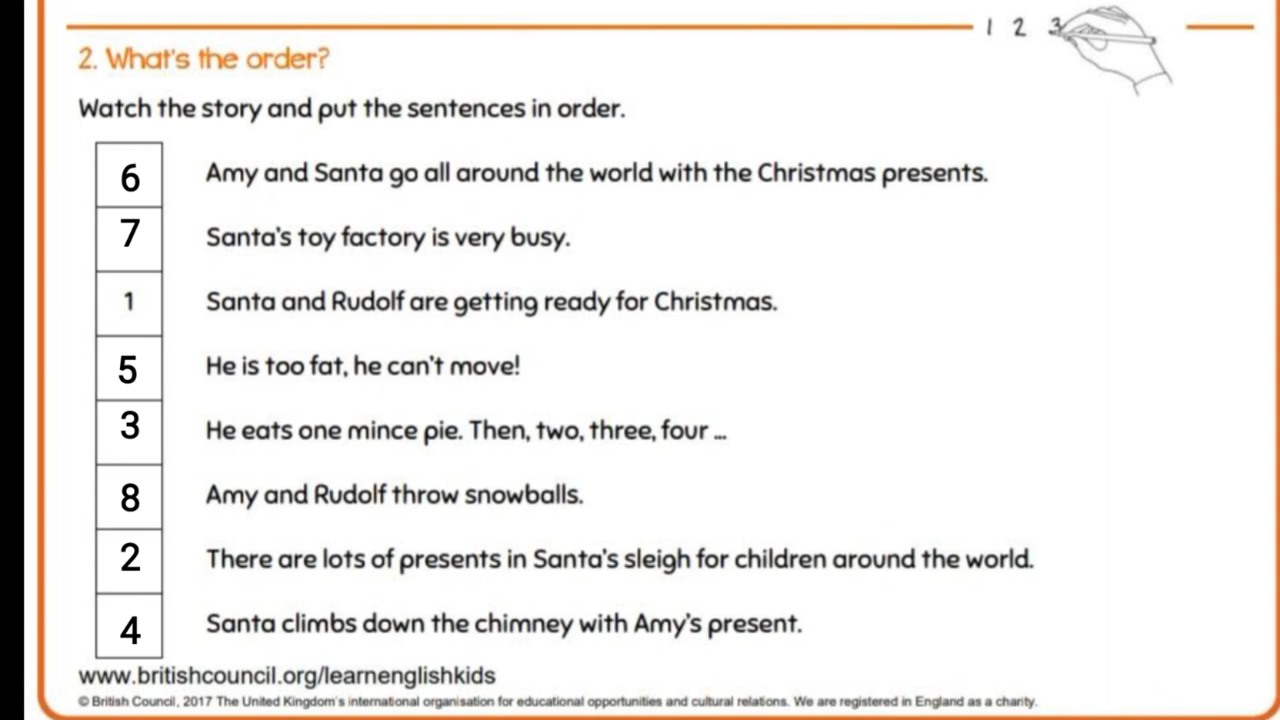 1 2 3
2. What's the order?
Watch the story and put the sentences in order.
6 Amy and Santa go all around the world with the Christmas presents.
7 Santa's toy factory is very busy.
1 Santa and Rudolf are getting ready for Christmas.
5 He is too fat, he can't move!
3 He eats one mince pie. Then, two, three, four ...
8 Amy and Rudolf throw snowballs.
2 There are lots of presents in Santa's sleigh for children around the world.
4 Santa climbs down the chimney with Amy's present.
www.britishcouncil.org/learnenglishkids
© British Council, 2017 The United Kingdom's international organisation for educational opportunities and cultural relations. We are registered in England as a charity.